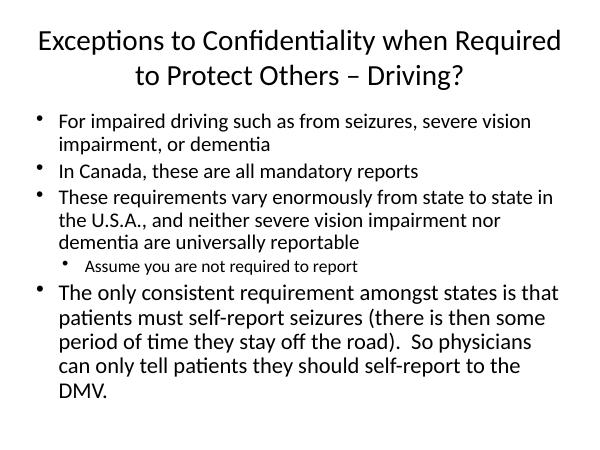 Exceptions to Confidentiality when Required
to Protect Others – Driving?
• For impaired driving such as from seizures, severe vision
impairment, or dementia
• In Canada, these are all mandatory reports
• These requirements vary enormously from state to state in
the U.S.A., and neither severe vision impairment nor
dementia are universally reportable
• Assume you are not required to report
• The only consistent requirement amongst states is that
patients must self-report seizures (there is then some
period of time they stay off the road).  So physicians
can only tell patients they should self-report to the
DMV.